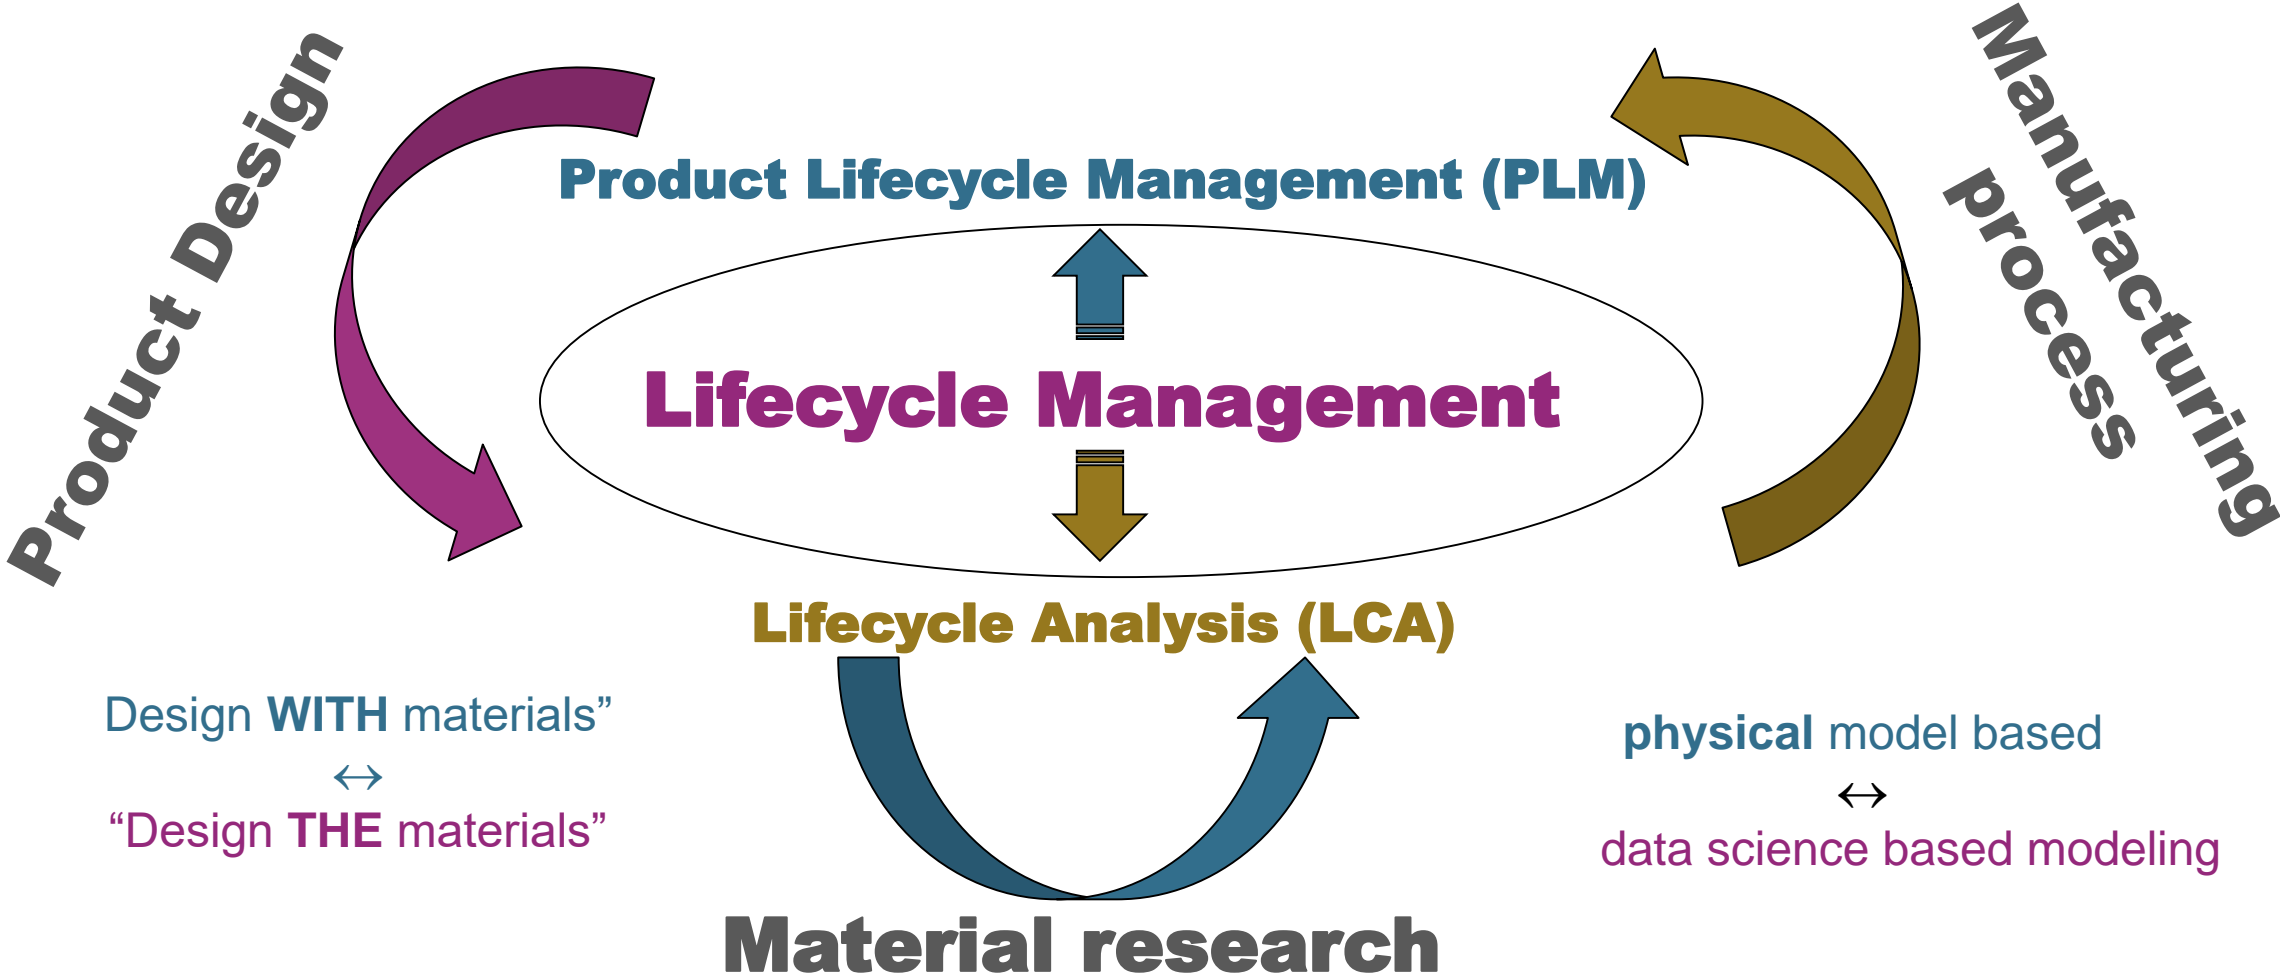 Product Design
Manufacturing
process
Product Lifecycle Management (PLM)
Lifecycle Management
Lifecycle Analysis (LCA)
Design WITH materials”
↔
“Design THE materials”
physical model based
↔
data science based modeling
Material research